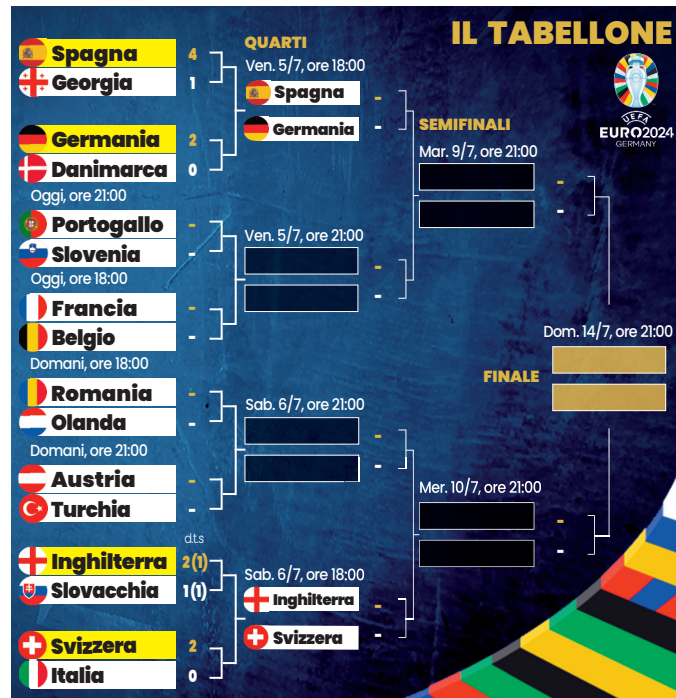 IL TABELLONE
UEFA
EURO2024
GERMANY
Spagna 4
Georgia 1
Germania 2
Danimarca 0
Oggi, ore 21:00
Portogallo -
Slovenia -
Oggi, ore 18:00
Francia -
Belgio -
Domani, ore 18:00
Romania -
Olanda -
Domani, ore 21:00
Austria -
Turchia -
d.t.s
Inghilterra 2(1)
Slovacchia 1(1)
Svizzera 2
Italia 0
QUARTI
Ven. 5/7, ore 18:00
Spagna -
Germania -
Ven. 5/7, ore 21:00
-
-
Sab. 6/7, ore 21:00
-
-
Sab. 6/7, ore 18:00
Inghilterra -
Svizzera -
SEMIFINALI
Mar. 9/7, ore 21:00
-
-
Mer. 10/7, ore 21:00
-
-
Dom. 14/7, ore 21:00
FINALE